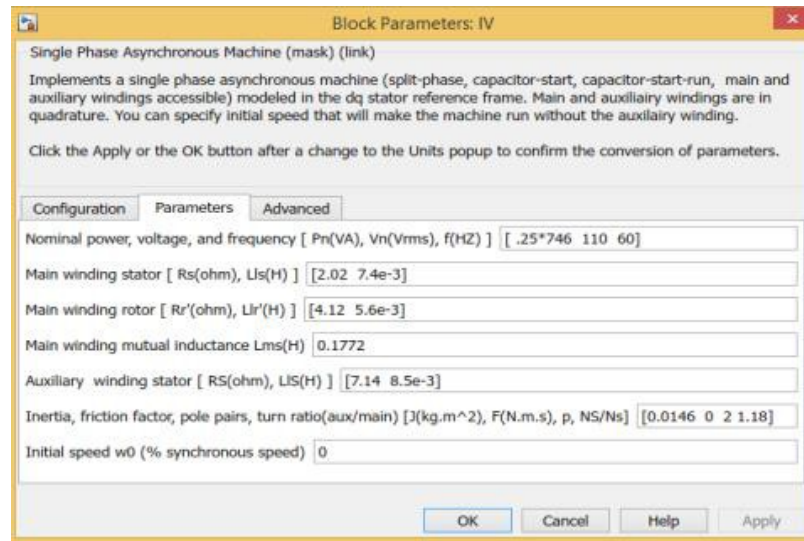 Block Parameters: IV
Single Phase Asynchronous Machine (mask) (link)
Implements a single phase asynchronous machine (split-phase, capacitor-start, capacitor-start-run, main and
auxiliary windings accessible) modeled in the dq stator reference frame. Main and auxiliairy windings are in
quadrature. You can specify initial speed that will make the machine run without the auxilairy winding.
Click the Apply or the OK button after a change to the Units popup to confirm the conversion of parameters.
Configuration Parameters Advanced
Nominal power, voltage, and frequency [ Pn(VA), Vn(Vrms), f(HZ) ] [ .25*746 110 60]
Main winding stator [ Rs(ohm), Lls(H) ] [2.02 7.4e-3]
Main winding rotor [ Rr'(ohm), Llr'(H) ] [4.12 5.6e-3]
Main winding mutual inductance Lms(H) 0.1772
Auxiliary winding stator [ RS(ohm), LlS(H) ] [7.14 8.5e-3]
Inertia, friction factor, pole pairs, turn ratio(aux/main) [J(kg.m^2), F(N.m.s), p, NS/Ns] [0.0146 0 2 1.18]
Initial speed w0 (% synchronous speed) 0
OK Cancel Help Apply